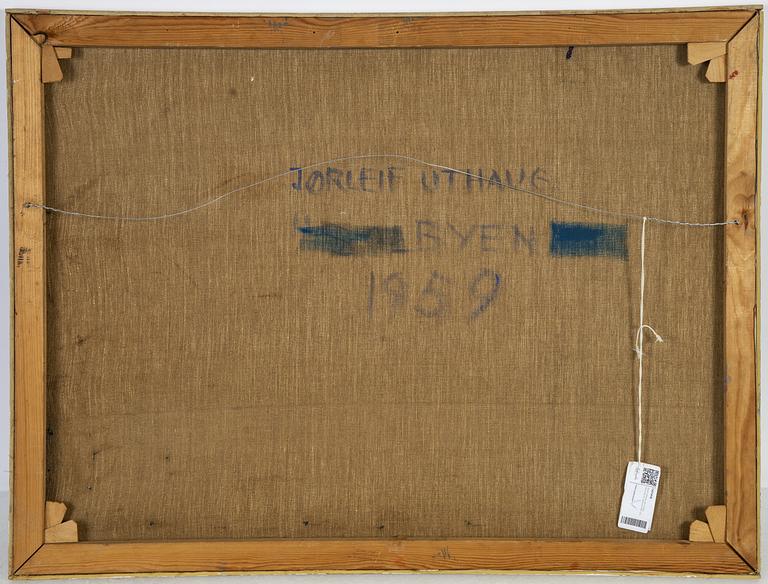 JØRLEIF UTHAUG
" BYEN
1959